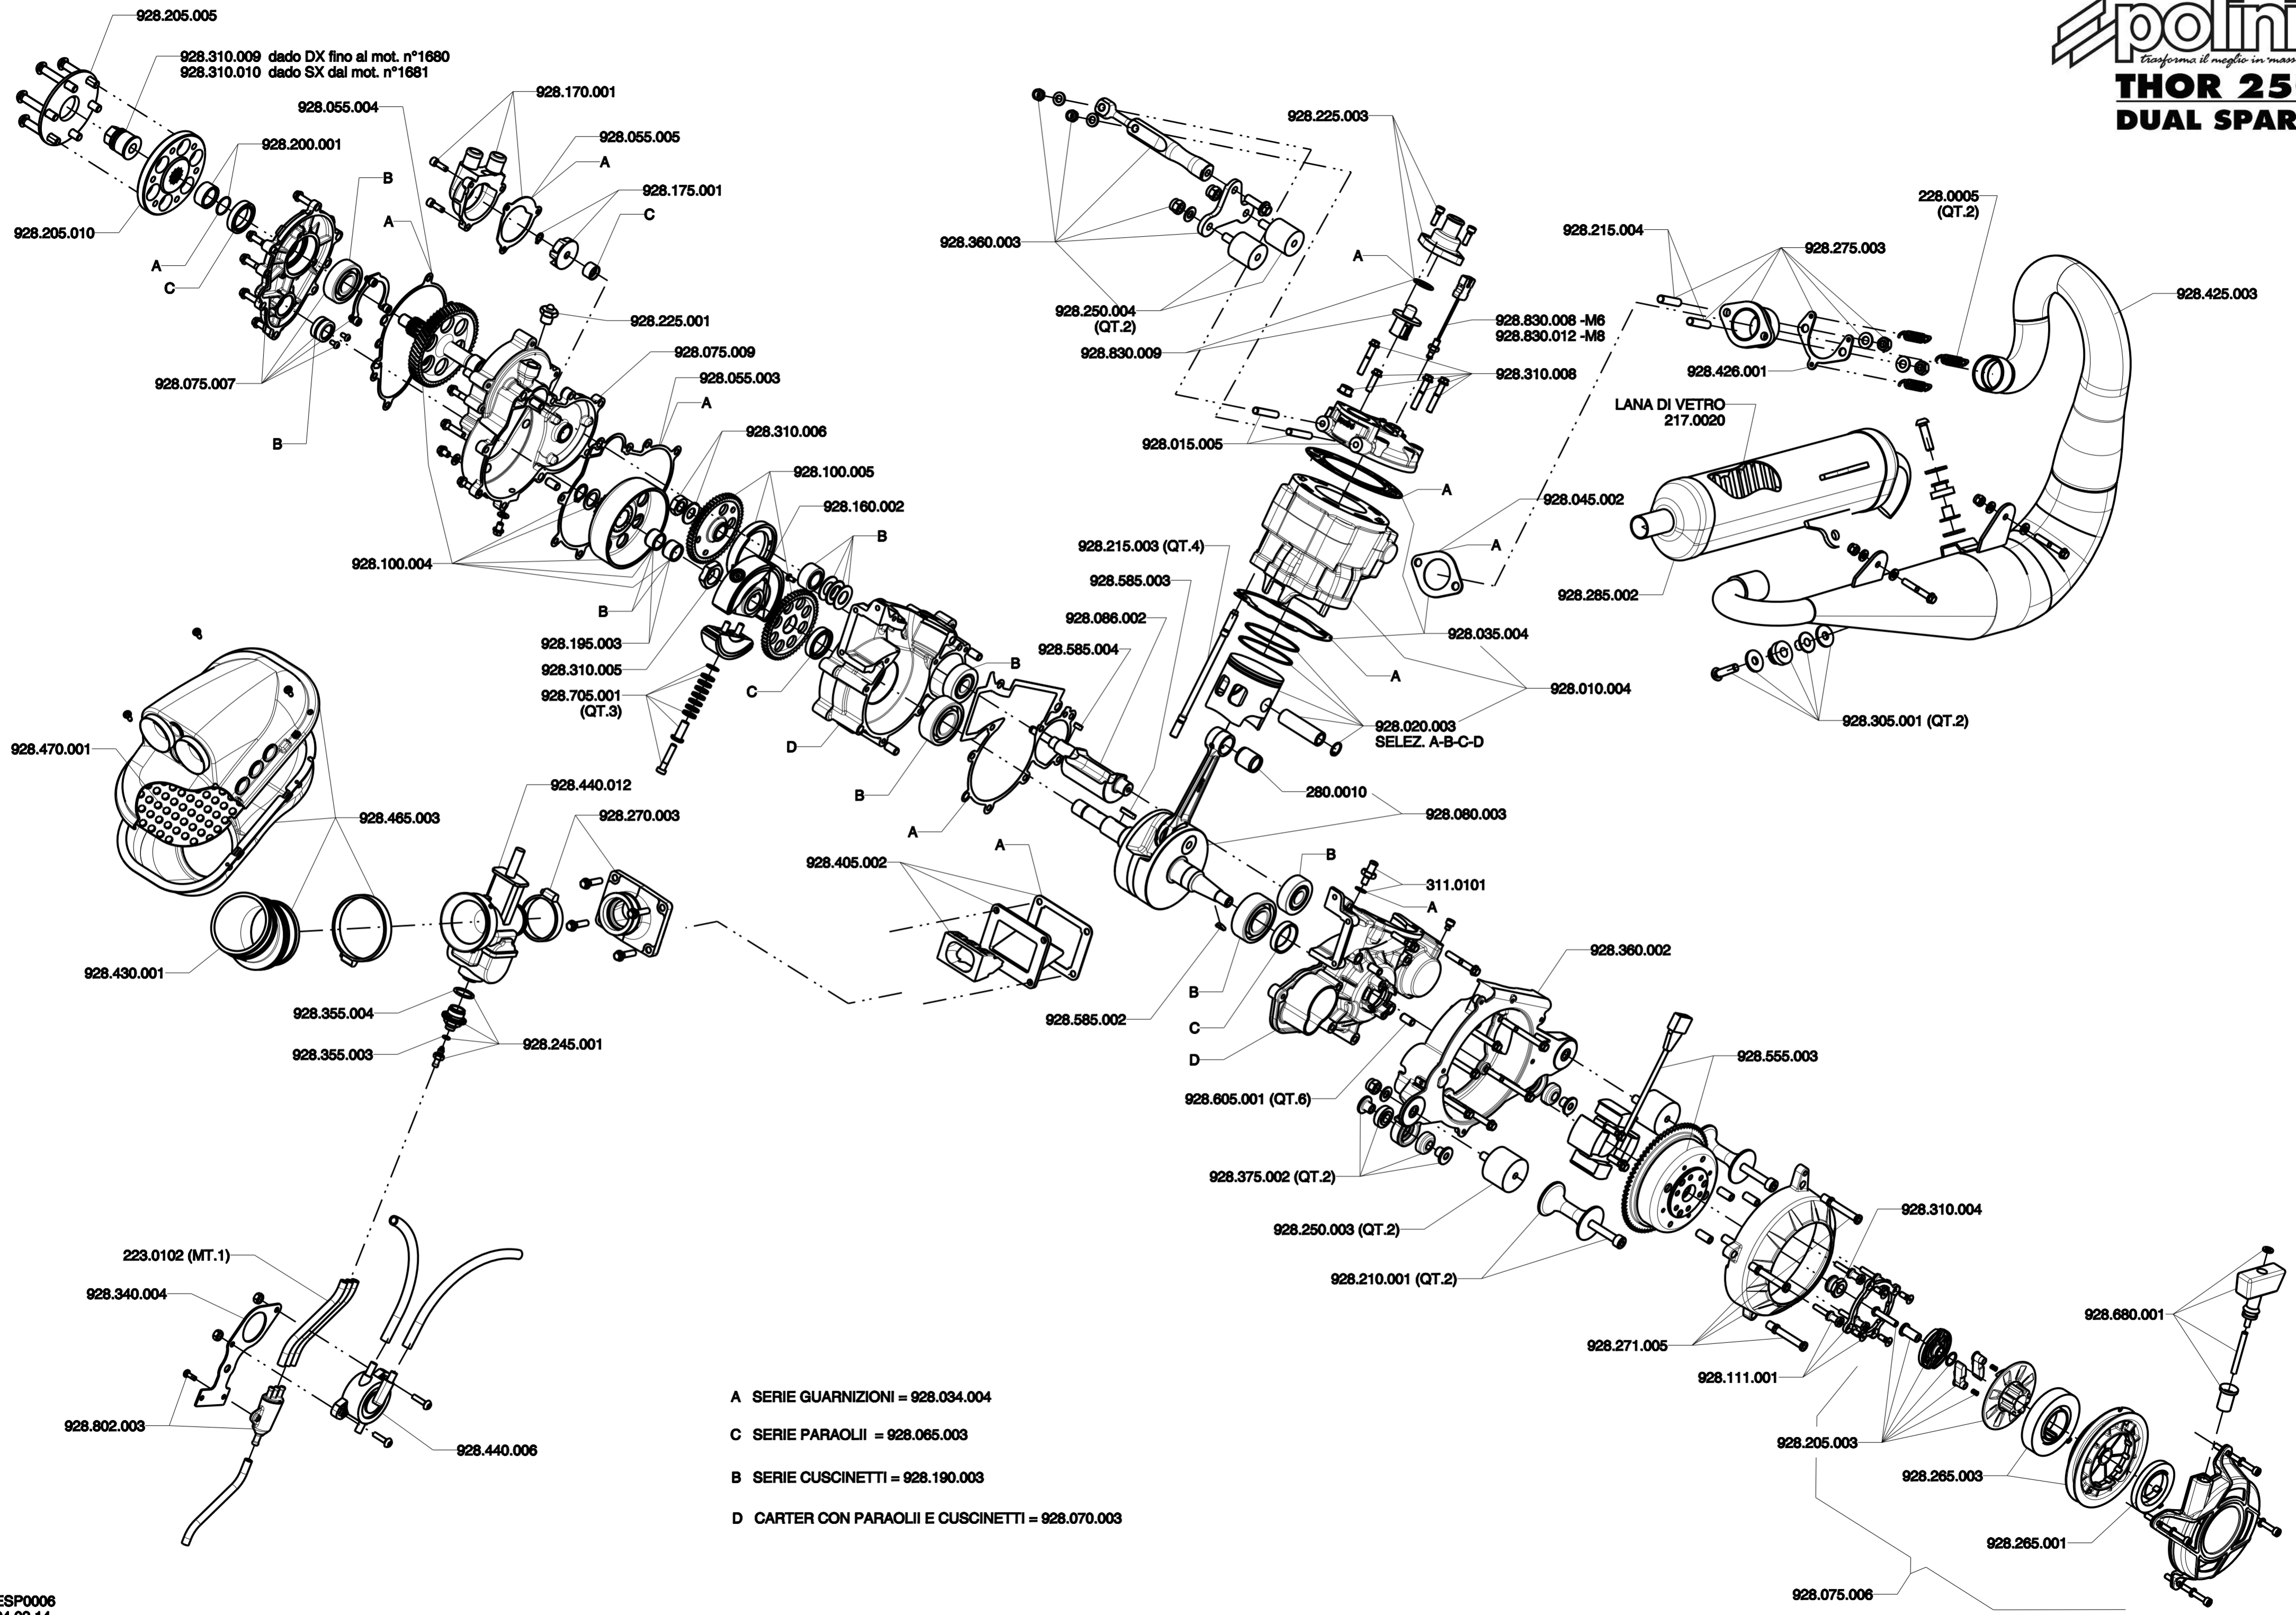 928.205.005
928.310.009 dado DX fino al mot. n°1680
928.310.010 dado SX dal mot. n°1681
928.055.004
928.170.001
928.055.005
A
928.200.001
B
928.175.001
C
A
928.205.010
A
C
928.225.001
928.075.009
928.055.003
A
928.075.007
B
928.310.006
928.100.005
928.160.002
B
928.100.004
B
928.195.003
928.310.005
928.705.001
(QT.3)
C
D
B
B
A
polini
trasforma il meglio in
THOR 25
DUAL SPAR
928.225.003
928.360.003
A
928.250.004
(QT.2)
928.830.009
928.830.008 -M6
928.830.012 -M8
928.310.008
928.015.005
A
928.045.002
A
928.215.003 (QT.4)
928.585.003
928.086.002
928.585.004
928.035.004
A
928.010.004
928.020.003
SELEZ. A-B-C-D
280.0010
928.080.003
228.0005
(QT.2)
928.215.004
928.275.003
928.425.003
928.426.001
LANA DI VETRO
217.0020
928.285.002
928.305.001 (QT.2)
928.470.001
928.465.003
928.440.012
928.270.003
928.430.001
928.355.004
928.355.003
928.245.001
928.405.002
A
B
311.0101
A
928.360.002
B
928.585.002
C
D
928.605.001 (QT.6)
928.555.003
928.375.002 (QT.2)
928.250.003 (QT.2)
928.210.001 (QT.2)
928.310.004
928.271.005
928.111.001
928.680.001
928.205.003
928.265.003
928.265.001
928.075.006
223.0102 (MT.1)
928.340.004
928.802.003
928.440.006
A SERIE GUARNIZIONI = 928.034.004
C SERIE PARAOLII = 928.065.003
B SERIE CUSCINETTI = 928.190.003
D CARTER CON PARAOLII E CUSCINETTI = 928.070.003
ESP0006